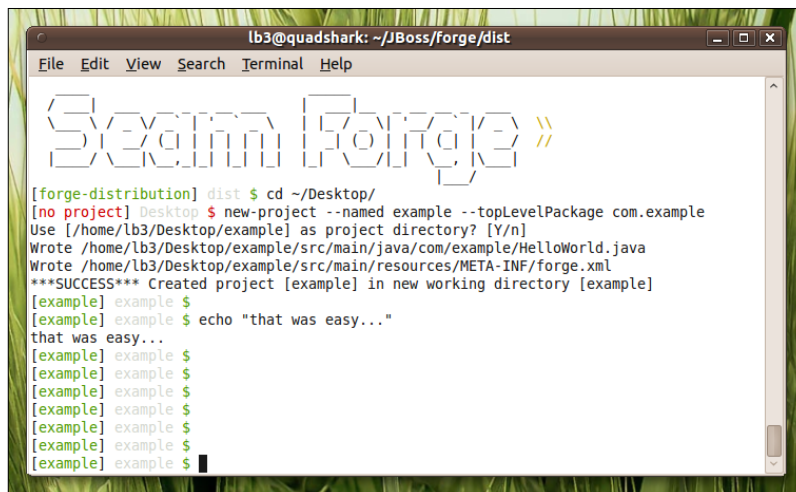 lb3@quadshark: ~/JBoss/forge/dist
File Edit View Search Terminal Help
Seam Forge \\ //
[forge-distribution] dist $ cd ~/Desktop/
[no project] Desktop $ new-project --named example --topLevelPackage com.example
Use [/home/lb3/Desktop/example] as project directory? [Y/n]
Wrote /home/lb3/Desktop/example/src/main/java/com/example/HelloWorld.java
Wrote /home/lb3/Desktop/example/src/main/resources/META-INF/forge.xml
***SUCCESS*** Created project [example] in new working directory [example]
[example] example $
[example] example $ echo "that was easy..."
that was easy...
[example] example $
[example] example $
[example] example $
[example] example $
[example] example $
[example] example $
[example] example $